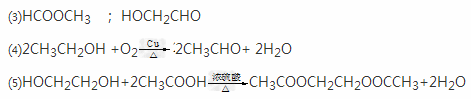 ⑶HCOOCH₃ ；HOCH₂CHO
⑷2CH₃CH₂OH +O₂ Cu △ 2CH₃CHO+ 2H₂O
⑸HOCH₂CH₂OH+2CH₃COOH 浓硫酸 △ CH₃COOCH₂CH₂OOCCH₃+2H₂O